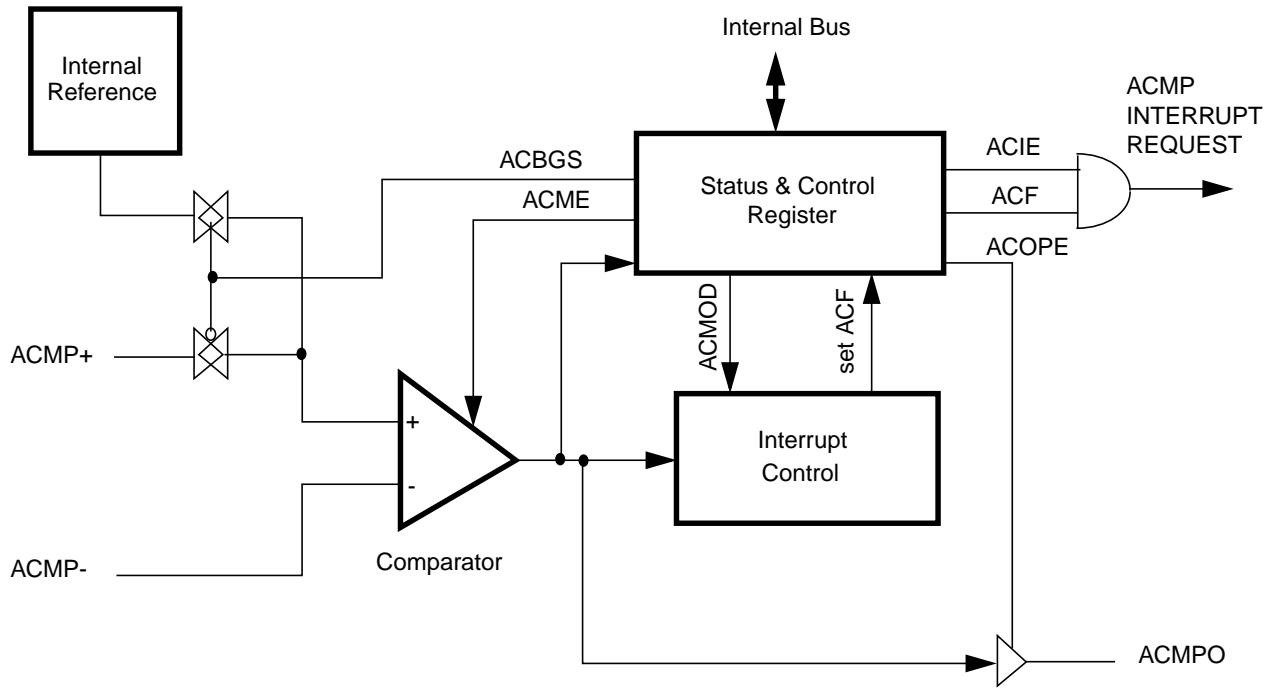 Internal Bus
Internal
Reference
ACMP
INTERRUPT
REQUEST
ACBGS
ACME
Status & Control
Register
ACIE
ACF
ACOPE
ACMOD
set ACF
ACMP+
+
-
Interrupt
Control
Comparator
ACMP-
ACMPO